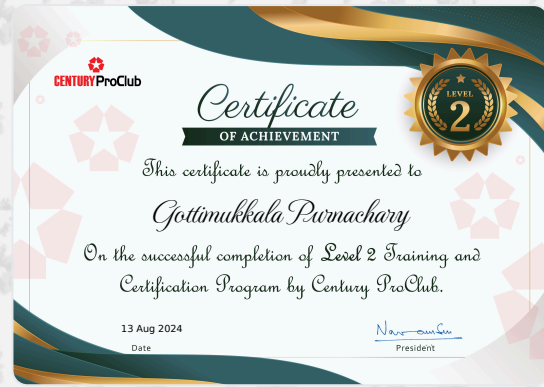 CENTURY ProClub
LEVEL
2
Certificate
OF ACHIEVEMENT
This certificate is proudly presented to
Gottimukkala Purnachary
On the successful completion of Level 2 Training and
Certification Program by Century ProClub.
13 Aug 2024
Date
President